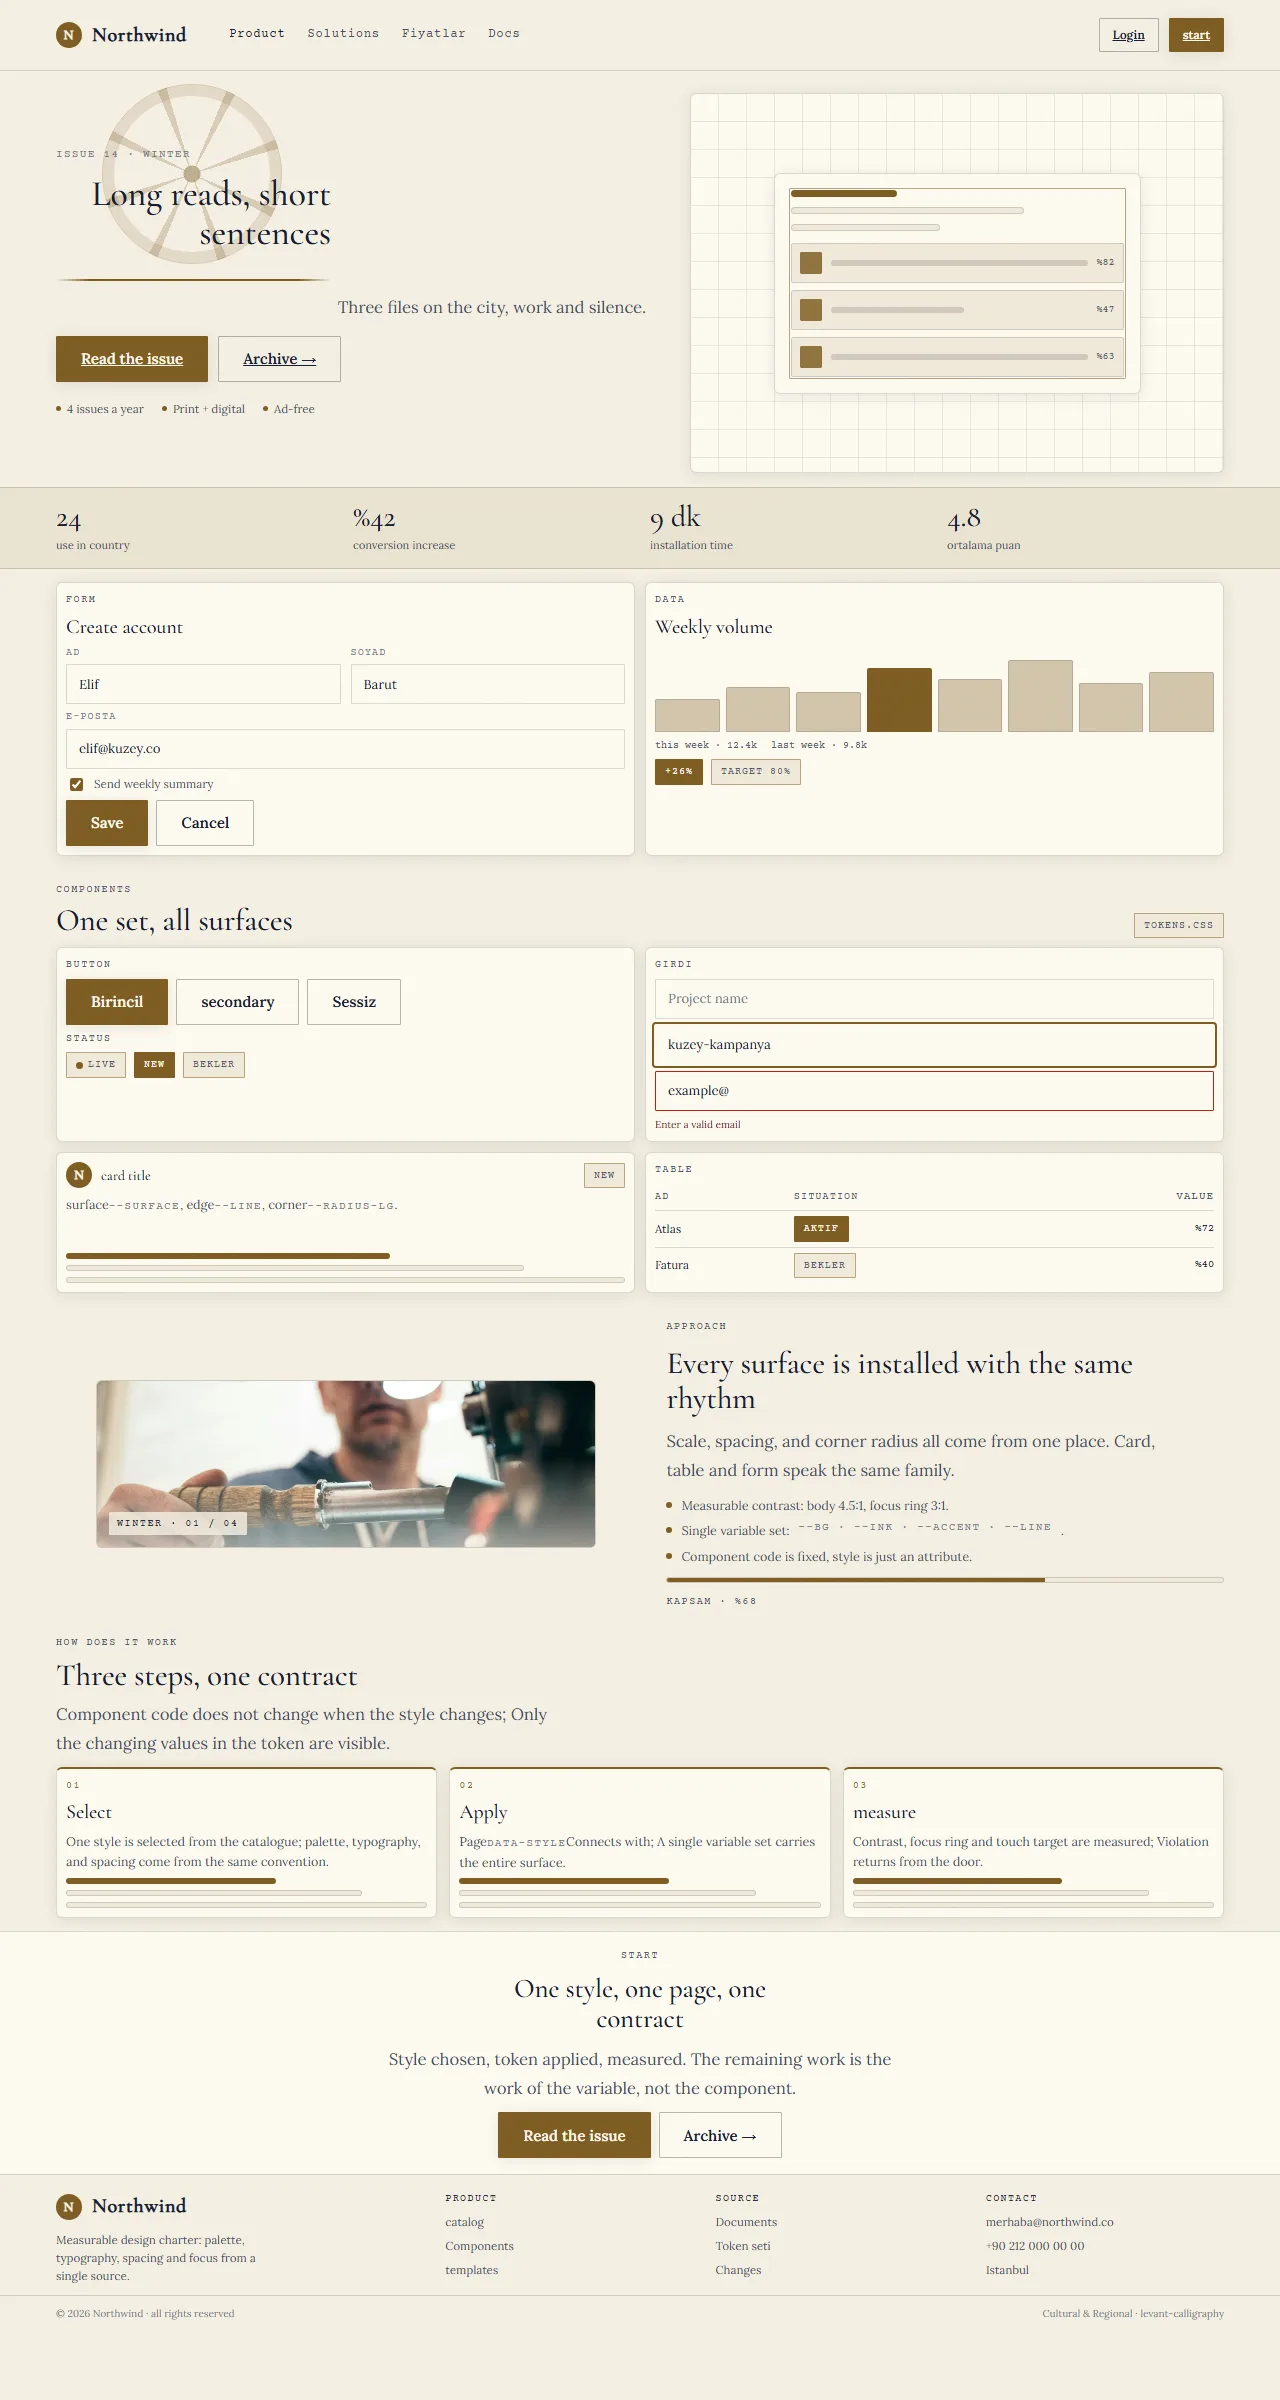 N Northwind Product Solutions Fiyatlar Docs Login start
ISSUE 14 · WINTER
Long reads, short
sentences
Three files on the city, work and silence.
Read the issue Archive →
4 issues a year Print + digital Ad-free
%82
%47
%63
24 %42 9 dk 4.8
use in country conversion increase installation time ortalama puan
FORM
Create account
AD SOYAD
Elif Barut
E-POSTA
elif@kuzey.co
Send weekly summary
Save Cancel
DATA
Weekly volume
this week · 12.4k last week · 9.8k
+26% TARGET 80%
COMPONENTS
One set, all surfaces
TOKENS.CSS
BUTTON
Birincil secondary Sessiz
STATUS
LIVE NEW BEKLER
GIRDI
Project name
kuzey-kampanya
example@
Enter a valid email
N card title NEW
surface--SURFACE, edge--LINE, corner--RADIUS-LG.
TABLE
AD SITUATION VALUE
Atlas AKTIF %72
Fatura BEKLER %40
WINTER · 01 / 04
APPROACH
Every surface is installed with the same
rhythm
Scale, spacing, and corner radius all come from one place. Card,
table and form speak the same family.
Measurable contrast: body 4.5:1, focus ring 3:1.
Single variable set: --BG · --INK · --ACCENT · --LINE .
Component code is fixed, style is just an attribute.
KAPSAM · %68
HOW DOES IT WORK
Three steps, one contract
Component code does not change when the style changes; Only
the changing values in the token are visible.
01
Select
One style is selected from the catalogue; palette, typography,
and spacing come from the same convention.
02
Apply
PageDATA-STYLEConnects with; A single variable set carries
the entire surface.
03
measure
Contrast, focus ring and touch target are measured; Violation
returns from the door.
START
One style, one page, one
contract
Style chosen, token applied, measured. The remaining work is the
work of the variable, not the component.
Read the issue Archive →
N Northwind
Measurable design charter: palette,
typography, spacing and focus from a
single source.
PRODUCT
catalog
Components
templates
SOURCE
Documents
Token seti
Changes
CONTACT
merhaba@northwind.co
+90 212 000 00 00
Istanbul
© 2026 Northwind · all rights reserved
Cultural & Regional · levant-calligraphy